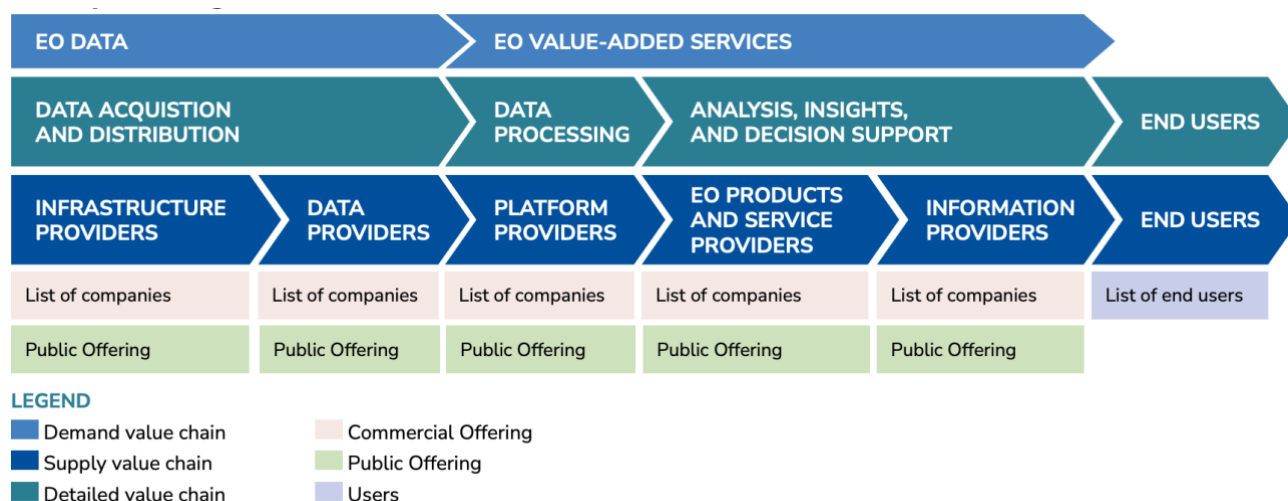 EO DATA
EO VALUE-ADDED SERVICES
DATA ACQUISTION
AND DISTRIBUTION
DATA
PROCESSING
ANALYSIS, INSIGHTS,
AND DECISION SUPPORT
END USERS
INFRASTRUCTURE
PROVIDERS
DATA
PROVIDERS
PLATFORM
PROVIDERS
EO PRODUCTS
AND SERVICE
PROVIDERS
INFORMATION
PROVIDERS
END USERS
List of companies
List of companies
List of companies
List of companies
List of companies
List of end users
Public Offering
Public Offering
Public Offering
Public Offering
Public Offering
LEGEND
Demand value chain
Supply value chain
Detailed value chain
Commercial Offering
Public Offering
Users